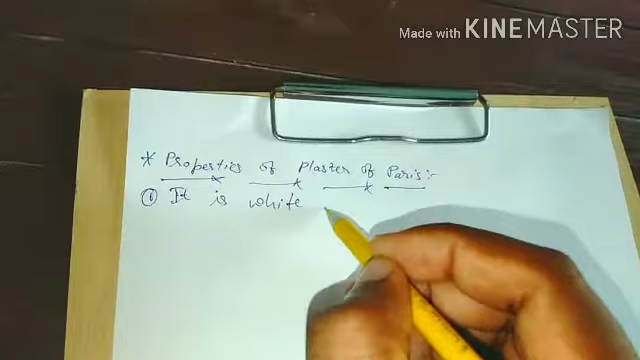 Made with KINEMASTER
* Properties of Plaster of Paris:-
① It is white